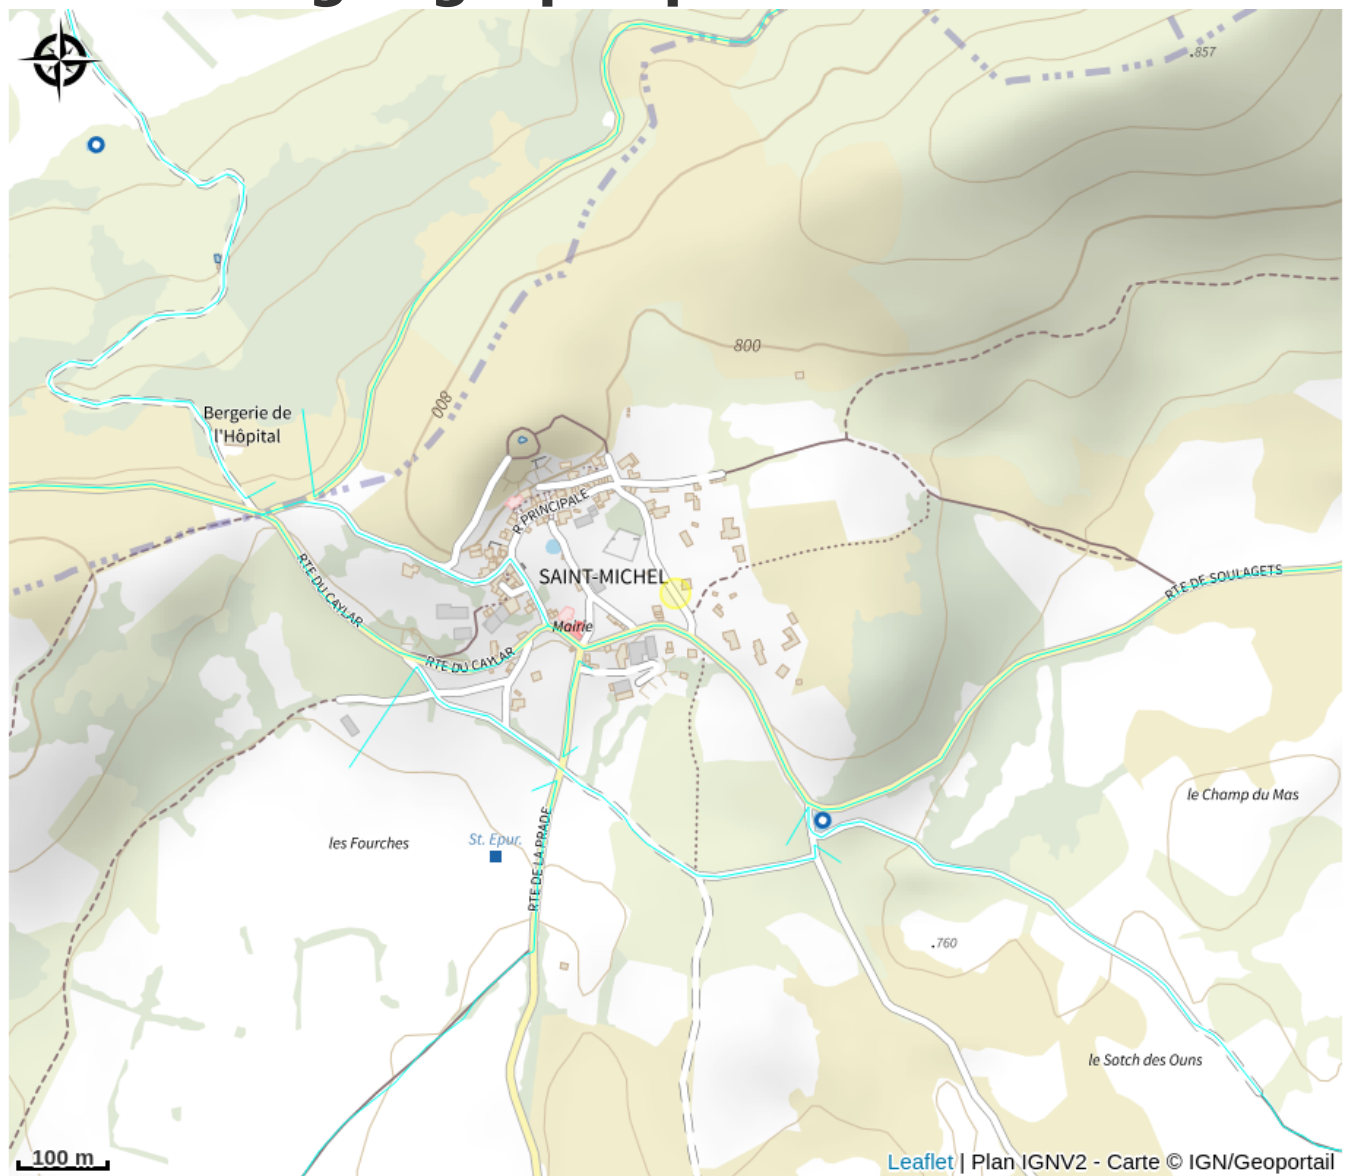 .857
800
800
Bergerie de
l'Hôpital
R PRINCIPALE
RTE DU CAYLAR
SAINT-MICHEL
RTE DE SOULAGETS
Mairie
RTE DU CAYLAR
le Champ du Mas
les Fourches
St. Epur.
RTE DE LA PRADE
.760
le Sotch des Ouns
100 m
Leaflet | Plan IGNV2 - Carte © IGN/Geoportail